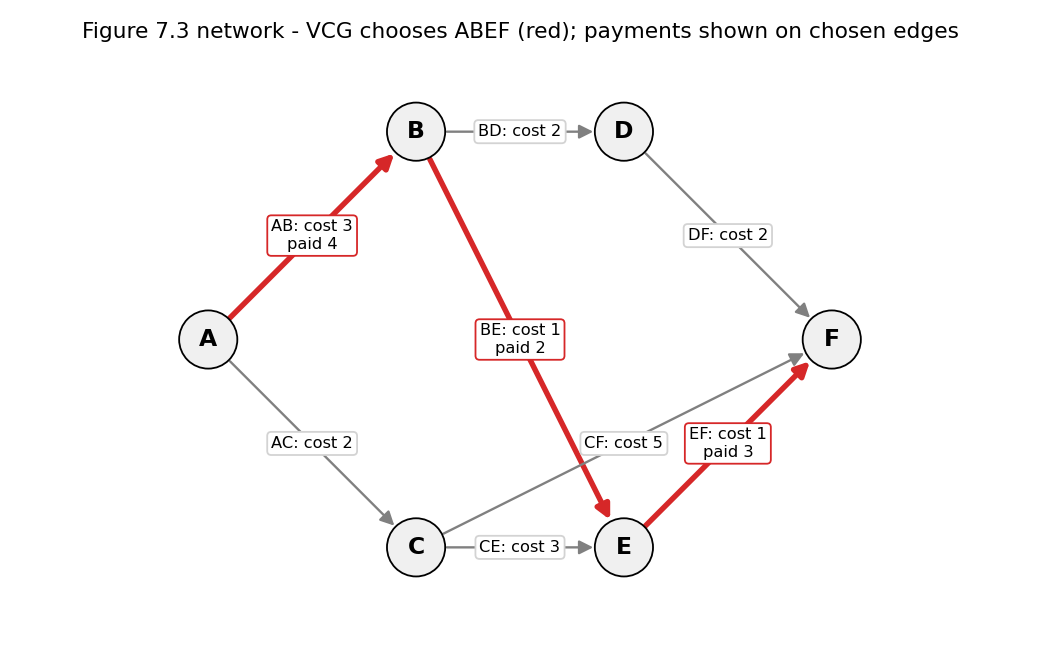 Figure 7.3 network - VCG chooses ABEF (red); payments shown on chosen edges
B
BD: cost 2
D
AB: cost 3
paid 4
DF: cost 2
A
BE: cost 1
paid 2
F
AC: cost 2
CF: cost 5
EF: cost 1
paid 3
C
CE: cost 3
E